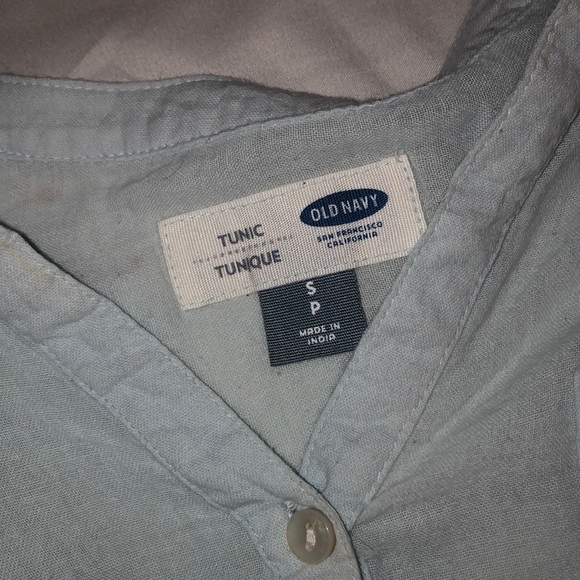 TUNIC
TUNIQUE
OLD NAVY
SAN FRANCISCO
CALIFORNIA
S
P
MADE IN
INDIA